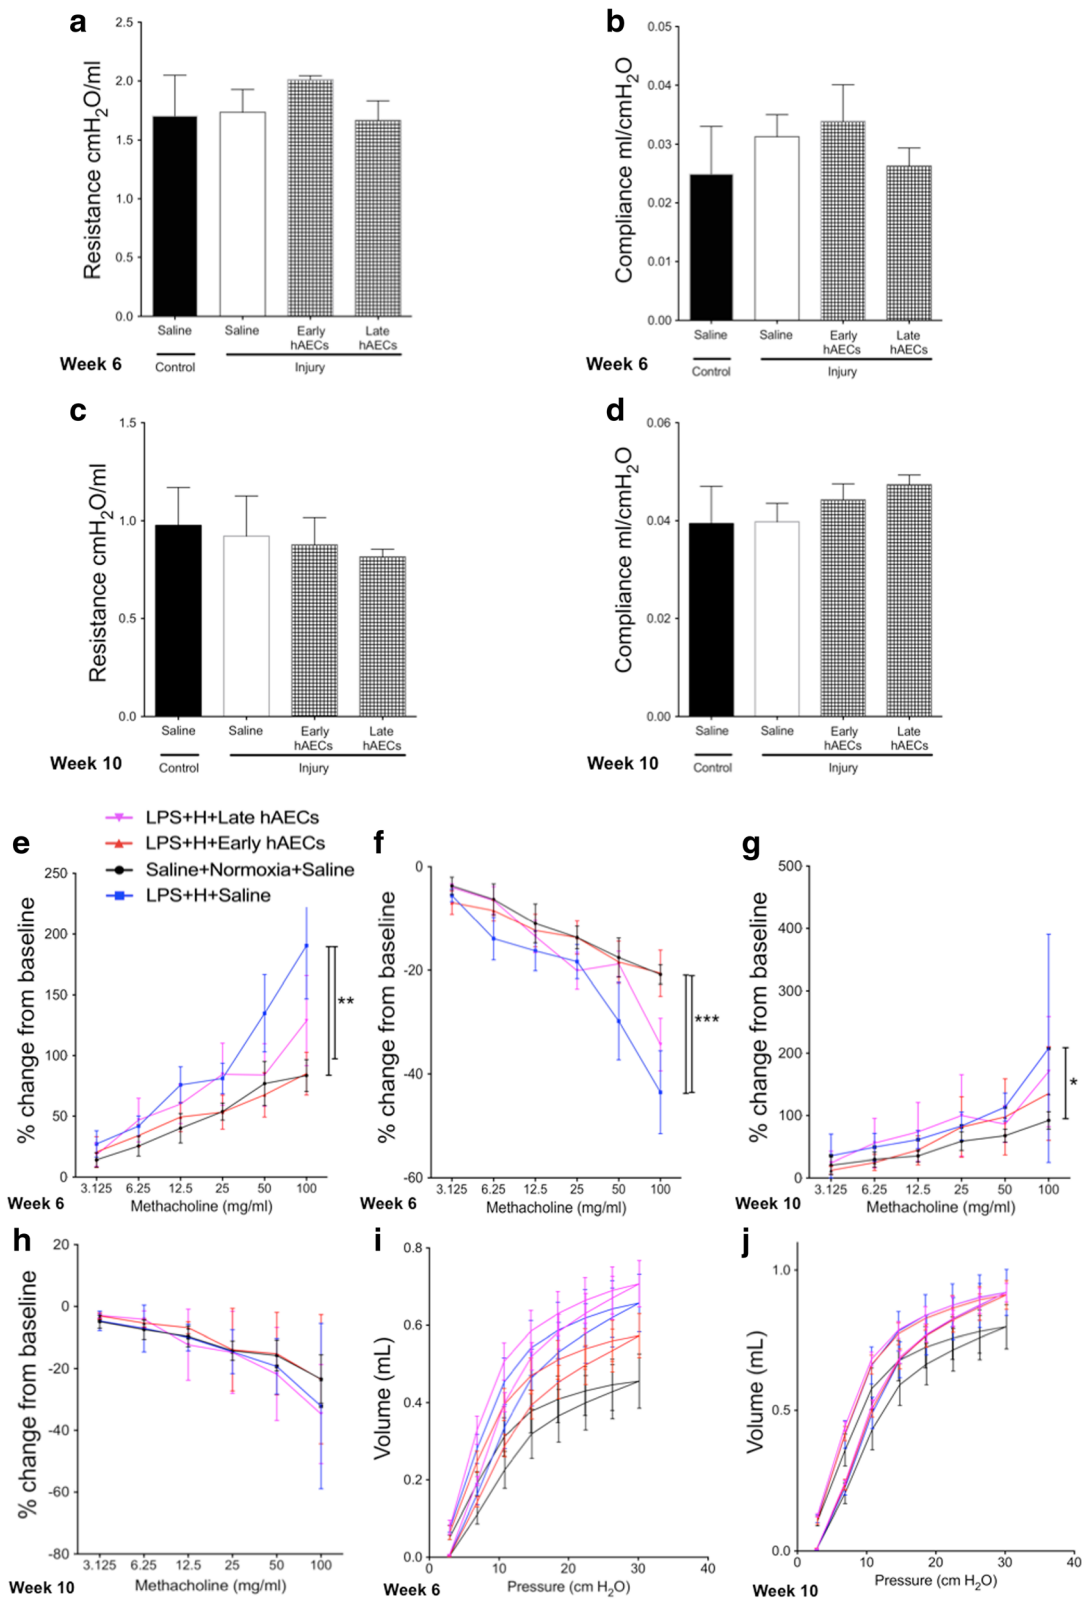 a
b
2.5
2.0
1.5
1.0
0.5
0.0
Resistance cmH2O/ml
Saline
Saline
Early
hAECs
Late
hAECs
Week 6
Control
Injury
0.05
0.04
0.03
0.02
0.01
0.00
Compliance ml/cmH2O
Saline
Saline
Early
hAECs
Late
hAECs
Week 6
Control
Injury
c
d
1.5
1.0
0.5
0.0
Resistance cmH2O/ml
Saline
Saline
Early
hAECs
Late
hAECs
Week 10
Control
Injury
0.06
0.04
0.02
0.00
Compliance ml/cmH2O
Saline
Saline
Early
hAECs
Late
hAECs
Week 10
Control
Injury
LPS+H+Late hAECs
LPS+H+Early hAECs
Saline+Normoxia+Saline
LPS+H+Saline
e
250
200
150
100
50
0
% change from baseline
**
3.125 6.25 12.5 25 50 100
Methacholine (mg/ml)
Week 6
f
0
-20
-40
-60
% change from baseline
***
3.125 6.25 12.5 25 50 100
Methacholine (mg/ml)
Week 6
g
500
400
300
200
100
0
% change from baseline
*
3.125 6.25 12.5 25 50 100
Methacholine (mg/ml)
Week 10
h
20
0
-20
-40
-60
-80
% change from baseline
3.125 6.25 12.5 25 50 100
Methacholine (mg/ml)
Week 10
i
0.8
0.6
0.4
0.2
0.0
Volume (mL)
0 10 20 30 40
Pressure (cm H2O)
Week 6
j
1.0
0.5
0.0
Volume (mL)
0 10 20 30 40
Pressure (cm H2O)
Week 10